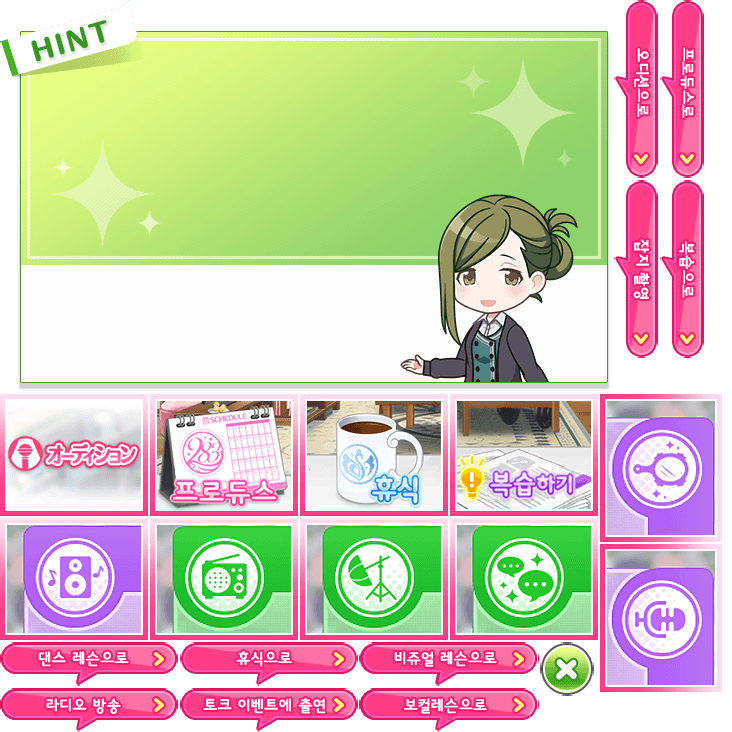 HINT
오디션으로
프로듀스로
잡지 촬영
복습으로
オーディション
SCHEDULE
283
프로듀스
휴식
복습하기
댄스 레슨으로
휴식으로
비쥬얼 레슨으로
라디오 방송
토크 이벤트에 출연
보컬레슨으로